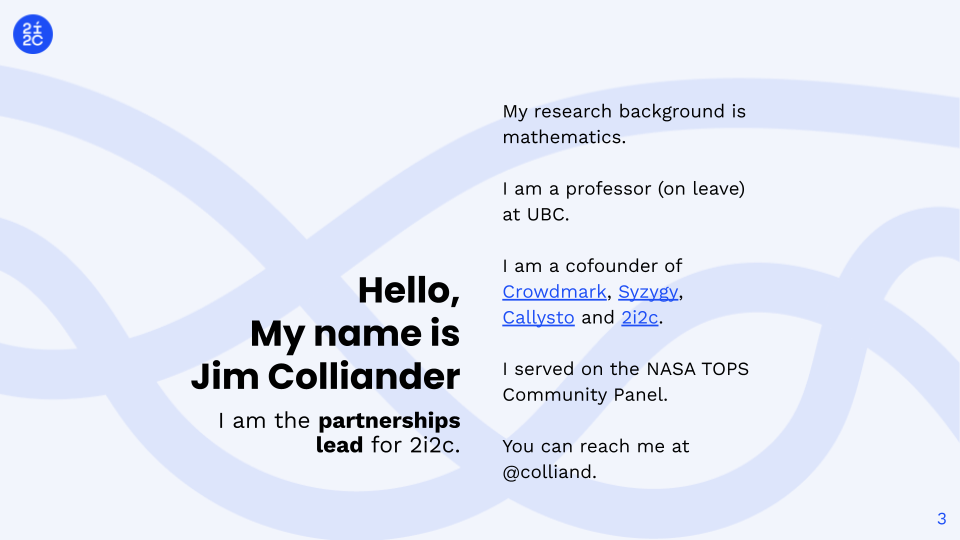 2i
2C
Hello,
My name is
Jim Colliander
I am the partnerships
lead for 2i2c.
My research background is
mathematics.
I am a professor (on leave)
at UBC.
I am a cofounder of
Crowdmark, Syzygy,
Callysto and 2i2c.
I served on the NASA TOPS
Community Panel.
You can reach me at
@colliand.
3